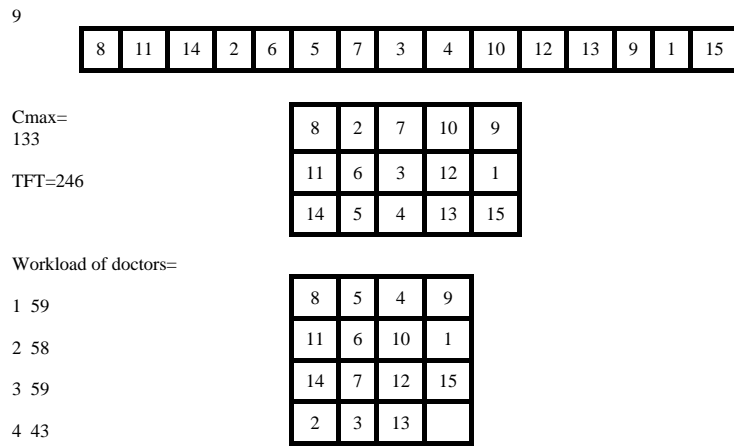 9
8 11 14 2 6 5 7 3 4 10 12 13 9 1 15
Cmax=
133
TFT=246
8 2 7 10 9
11 6 3 12 1
14 5 4 13 15
Workload of doctors=
1 59
2 58
3 59
4 43
8 5 4 9
11 6 10 1
14 7 12 15
2 3 13